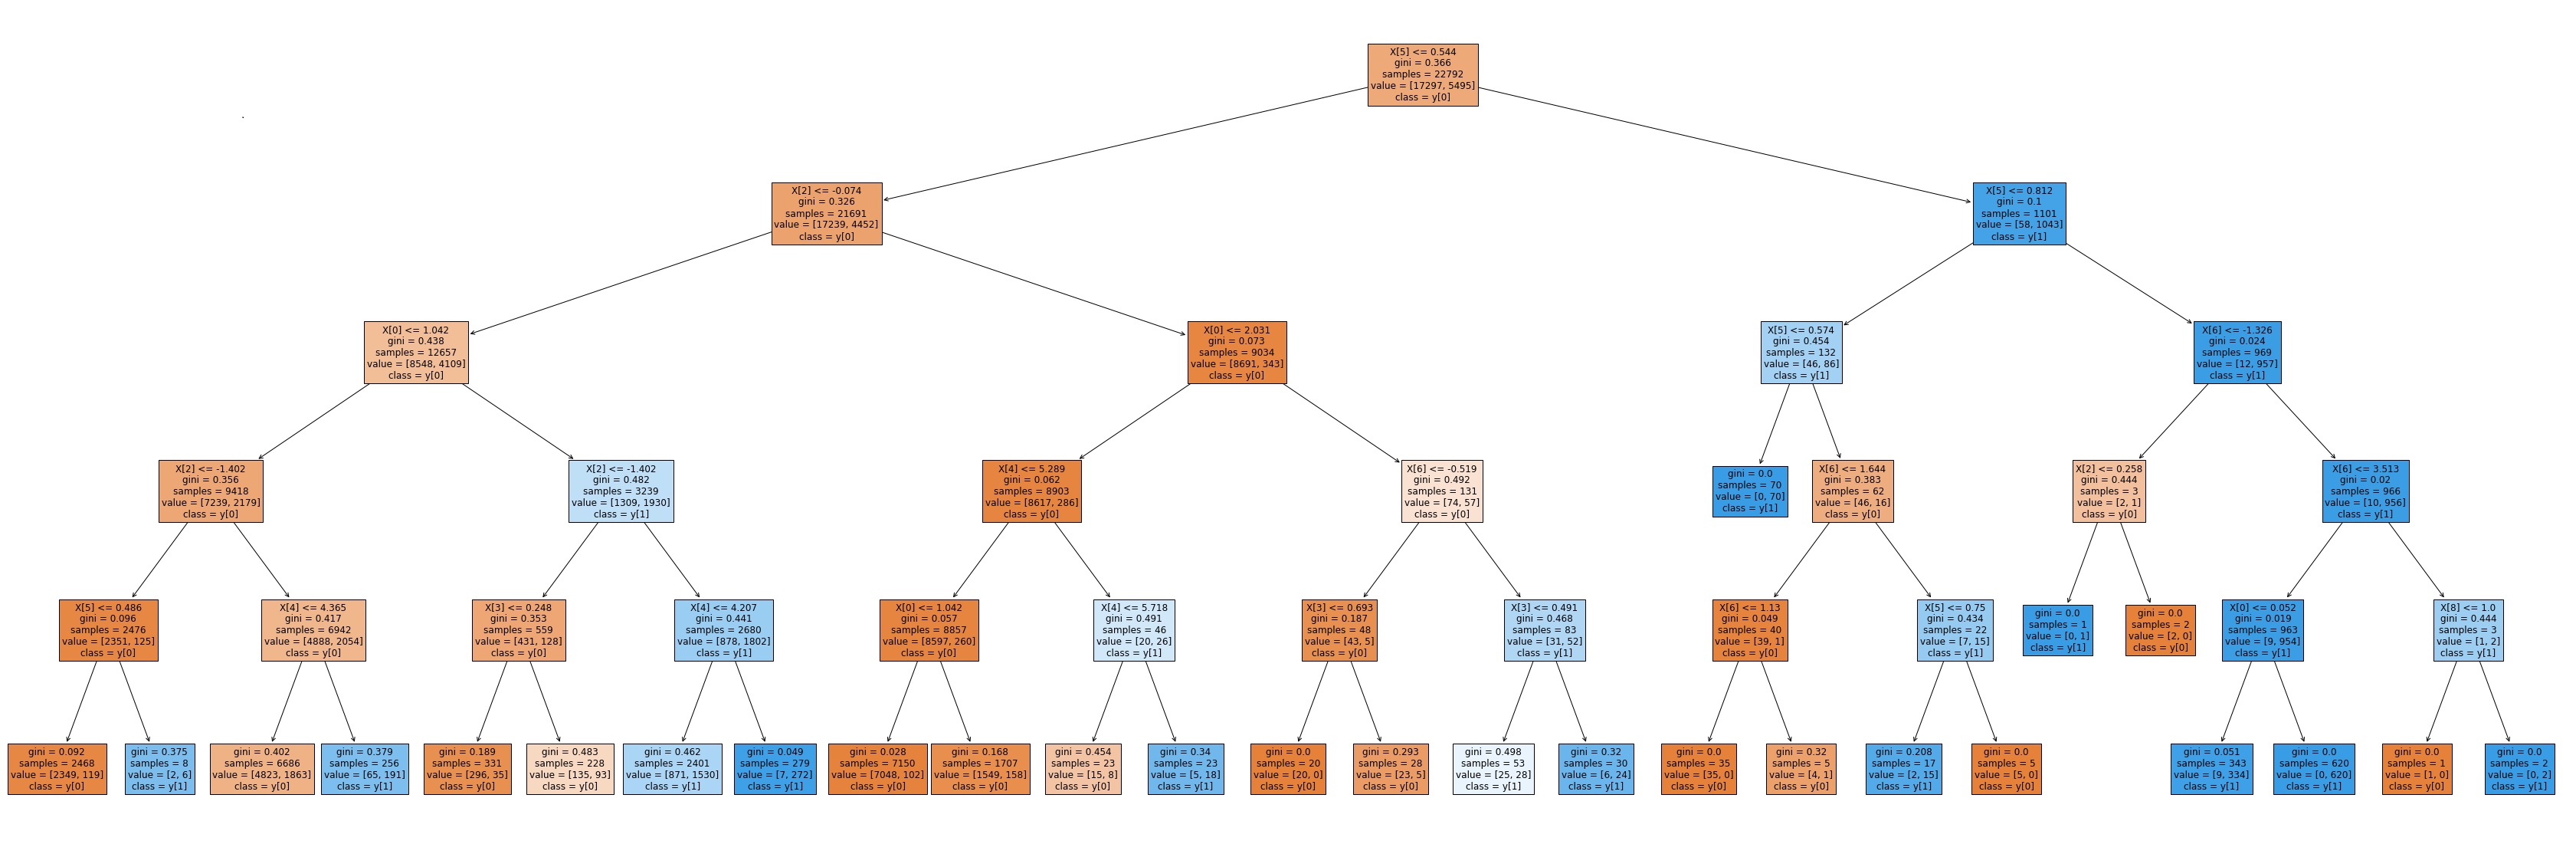 X[5] <= 0.544
gini = 0.366
samples = 22792
value = [17297, 5495]
class = y[0]
X[2] <= -0.074
gini = 0.326
samples = 21691
value = [17239, 4452]
class = y[0]
X[5] <= 0.812
gini = 0.1
samples = 1101
value = [58, 1043]
class = y[1]
X[0] <= 1.042
gini = 0.438
samples = 12657
value = [8548, 4109]
class = y[0]
X[0] <= 2.031
gini = 0.073
samples = 9034
value = [8691, 343]
class = y[0]
X[5] <= 0.574
gini = 0.454
samples = 132
value = [46, 86]
class = y[1]
X[6] <= -1.326
gini = 0.024
samples = 969
value = [12, 957]
class = y[1]
X[2] <= -1.402
gini = 0.356
samples = 9418
value = [7239, 2179]
class = y[0]
X[2] <= -1.402
gini = 0.482
samples = 3239
value = [1309, 1930]
class = y[1]
X[4] <= 5.289
gini = 0.062
samples = 8903
value = [8617, 286]
class = y[0]
X[6] <= -0.519
gini = 0.492
samples = 131
value = [74, 57]
class = y[0]
gini = 0.0
samples = 70
value = [0, 70]
class = y[1]
X[6] <= 1.644
gini = 0.383
samples = 62
value = [46, 16]
class = y[0]
X[2] <= 0.258
gini = 0.444
samples = 3
value = [2, 1]
class = y[0]
X[6] <= 3.513
gini = 0.02
samples = 966
value = [10, 956]
class = y[1]
X[5] <= 0.486
gini = 0.096
samples = 2476
value = [2351, 125]
class = y[0]
X[4] <= 4.365
gini = 0.417
samples = 6942
value = [4888, 2054]
class = y[0]
X[3] <= 0.248
gini = 0.353
samples = 559
value = [431, 128]
class = y[0]
X[4] <= 4.207
gini = 0.441
samples = 2680
value = [878, 1802]
class = y[1]
X[0] <= 1.042
gini = 0.057
samples = 8857
value = [8597, 260]
class = y[0]
X[4] <= 5.718
gini = 0.491
samples = 46
value = [20, 26]
class = y[1]
X[3] <= 0.693
gini = 0.187
samples = 48
value = [43, 5]
class = y[0]
X[3] <= 0.491
gini = 0.468
samples = 83
value = [31, 52]
class = y[1]
X[6] <= 1.13
gini = 0.049
samples = 40
value = [39, 1]
class = y[0]
X[5] <= 0.75
gini = 0.434
samples = 22
value = [7, 15]
class = y[1]
gini = 0.0
samples = 1
value = [0, 1]
class = y[1]
gini = 0.0
samples = 2
value = [2, 0]
class = y[0]
X[0] <= 0.052
gini = 0.019
samples = 963
value = [9, 954]
class = y[1]
X[8] <= 1.0
gini = 0.444
samples = 3
value = [1, 2]
class = y[1]
gini = 0.092
samples = 2468
value = [2349, 119]
class = y[0]
gini = 0.375
samples = 8
value = [2, 6]
class = y[1]
gini = 0.402
samples = 6686
value = [4823, 1863]
class = y[0]
gini = 0.379
samples = 256
value = [65, 191]
class = y[1]
gini = 0.189
samples = 331
value = [296, 35]
class = y[0]
gini = 0.483
samples = 228
value = [135, 93]
class = y[0]
gini = 0.462
samples = 2401
value = [871, 1530]
class = y[1]
gini = 0.049
samples = 279
value = [7, 272]
class = y[1]
gini = 0.028
samples = 7150
value = [7048, 102]
class = y[0]
gini = 0.168
samples = 1707
value = [1549, 158]
class = y[0]
gini = 0.454
samples = 23
value = [15, 8]
class = y[0]
gini = 0.34
samples = 23
value = [5, 18]
class = y[1]
gini = 0.0
samples = 20
value = [20, 0]
class = y[0]
gini = 0.293
samples = 28
value = [23, 5]
class = y[0]
gini = 0.498
samples = 53
value = [25, 28]
class = y[1]
gini = 0.32
samples = 30
value = [6, 24]
class = y[1]
gini = 0.0
samples = 35
value = [35, 0]
class = y[0]
gini = 0.32
samples = 5
value = [4, 1]
class = y[0]
gini = 0.208
samples = 17
value = [2, 15]
class = y[1]
gini = 0.0
samples = 5
value = [5, 0]
class = y[0]
gini = 0.051
samples = 343
value = [9, 334]
class = y[1]
gini = 0.0
samples = 620
value = [0, 620]
class = y[1]
gini = 0.0
samples = 1
value = [1, 0]
class = y[0]
gini = 0.0
samples = 2
value = [0, 2]
class = y[1]